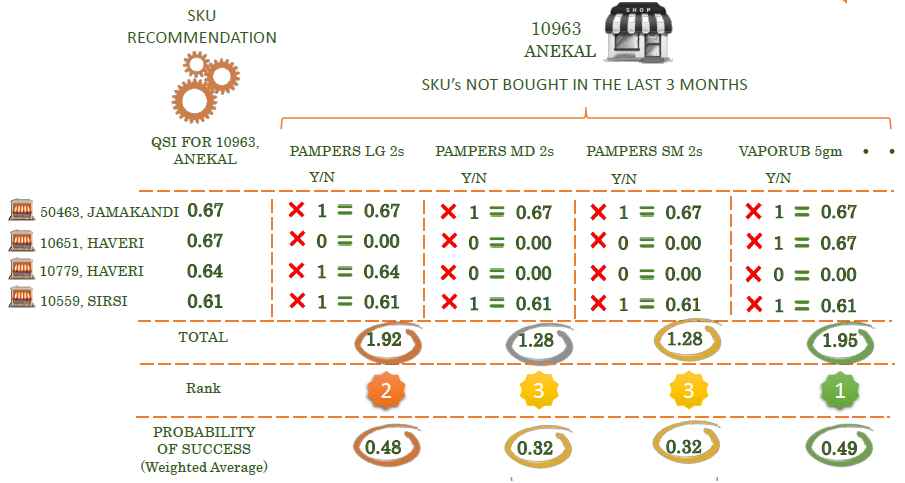 SKU
RECOMMENDATION
10963
ANEKAL
SHOP
SKU's NOT BOUGHT IN THE LAST 3 MONTHS
QSI FOR 10963,
ANEKAL
PAMPERS LG 2s PAMPERS MD 2s PAMPERS SM 2s VAPORUB 5gm • •
Y/N Y/N Y/N Y/N
50463, JAMAKANDI 0.67 × 1 = 0.67 × 1 = 0.67 × 1 = 0.67 × 1 = 0.67
10651, HAVERI 0.67 × 0 = 0.00 × 0 = 0.00 × 0 = 0.00 × 1 = 0.67
10779, HAVERI 0.64 × 1 = 0.64 × 0 = 0.00 × 0 = 0.00 × 0 = 0.00
10559, SIRSI 0.61 × 1 = 0.61 × 1 = 0.61 × 1 = 0.61 × 1 = 0.61
TOTAL 1.92 1.28 1.28 1.95
Rank 2 3 3 1
PROBABILITY
OF SUCCESS 0.48 0.32 0.32 0.49
(Weighted Average)